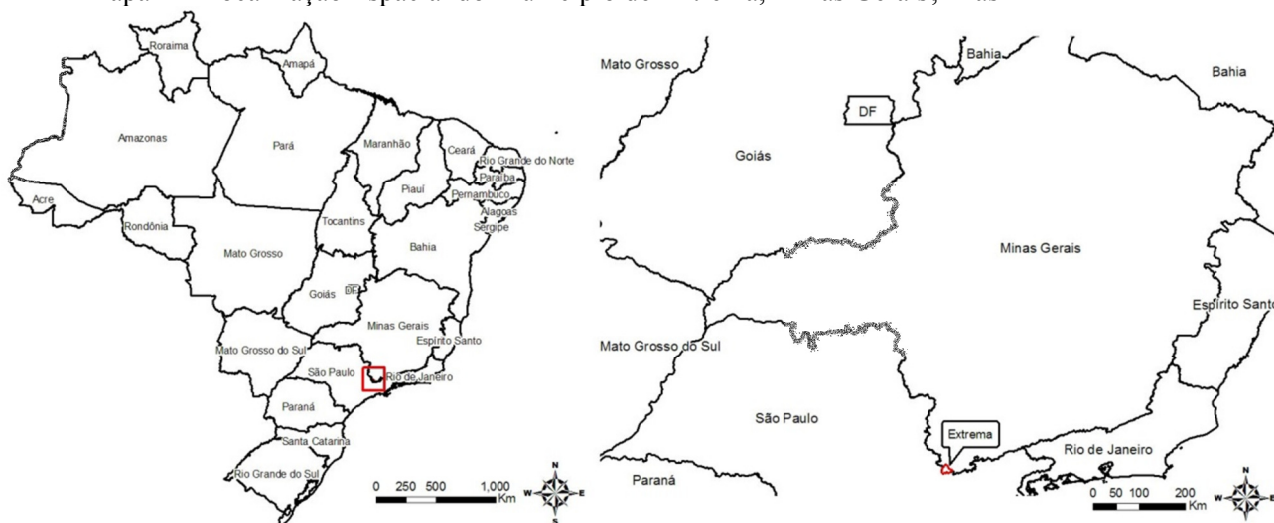 Roraima
Amapá
Amazonas
Pará
Maranhão
Ceará
Rio Grande do Norte
Paraíba
Piauí
Pernambuco
Acre
Alagoas
Sergipe
Rondônia
Tocantins
Mato Grosso
Bahia
Goiás
DF
Minas Gerais
Espírito Santo
Mato Grosso do Sul
São Paulo
Rio de Janeiro
Paraná
Santa Catarina
Rio Grande do Sul
0 250 500 1,000
Km
N
W E
S
Bahia
Mato Grosso
Bahia
DF
Goiás
Minas Gerais
Espírito Santo
Mato Grosso do Sul
São Paulo
Extrema
Rio de Janeiro
Paraná
0 50 100 200
Km
N
W E
S